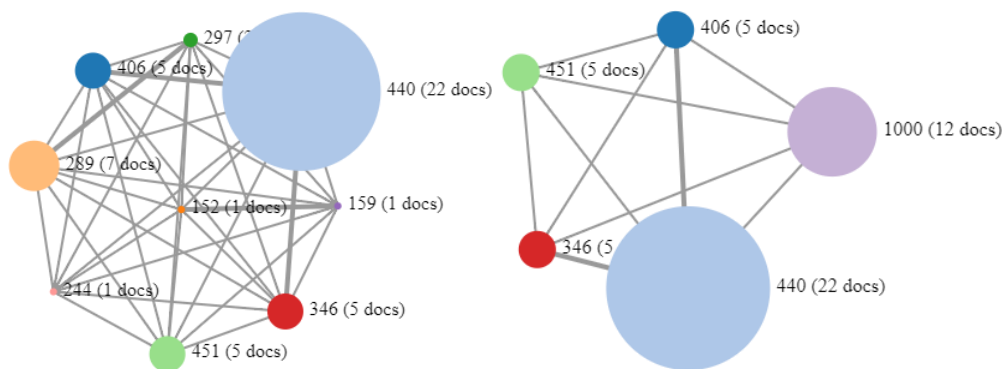 297
406 (5 docs)
440 (22 docs)
289 (7 docs)
152 (1 docs)
159 (1 docs)
244 (1 docs)
346 (5 docs)
451 (5 docs)
406 (5 docs)
451 (5 docs)
1000 (12 docs)
346 (5
440 (22 docs)